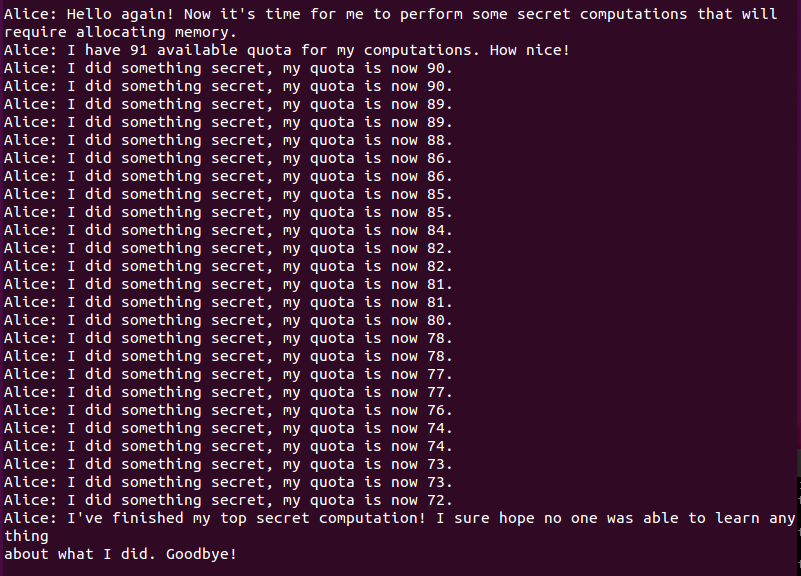 Alice: Hello again! Now it's time for me to perform some secret computations that will
require allocating memory.
Alice: I have 91 available quota for my computations. How nice!
Alice: I did something secret, my quota is now 90.
Alice: I did something secret, my quota is now 90.
Alice: I did something secret, my quota is now 89.
Alice: I did something secret, my quota is now 89.
Alice: I did something secret, my quota is now 88.
Alice: I did something secret, my quota is now 86.
Alice: I did something secret, my quota is now 86.
Alice: I did something secret, my quota is now 85.
Alice: I did something secret, my quota is now 85.
Alice: I did something secret, my quota is now 84.
Alice: I did something secret, my quota is now 82.
Alice: I did something secret, my quota is now 82.
Alice: I did something secret, my quota is now 81.
Alice: I did something secret, my quota is now 81.
Alice: I did something secret, my quota is now 80.
Alice: I did something secret, my quota is now 78.
Alice: I did something secret, my quota is now 78.
Alice: I did something secret, my quota is now 77.
Alice: I did something secret, my quota is now 77.
Alice: I did something secret, my quota is now 76.
Alice: I did something secret, my quota is now 74.
Alice: I did something secret, my quota is now 74.
Alice: I did something secret, my quota is now 73.
Alice: I did something secret, my quota is now 73.
Alice: I did something secret, my quota is now 72.
Alice: I've finished my top secret computation! I sure hope no one was able to learn any
thing
about what I did. Goodbye!